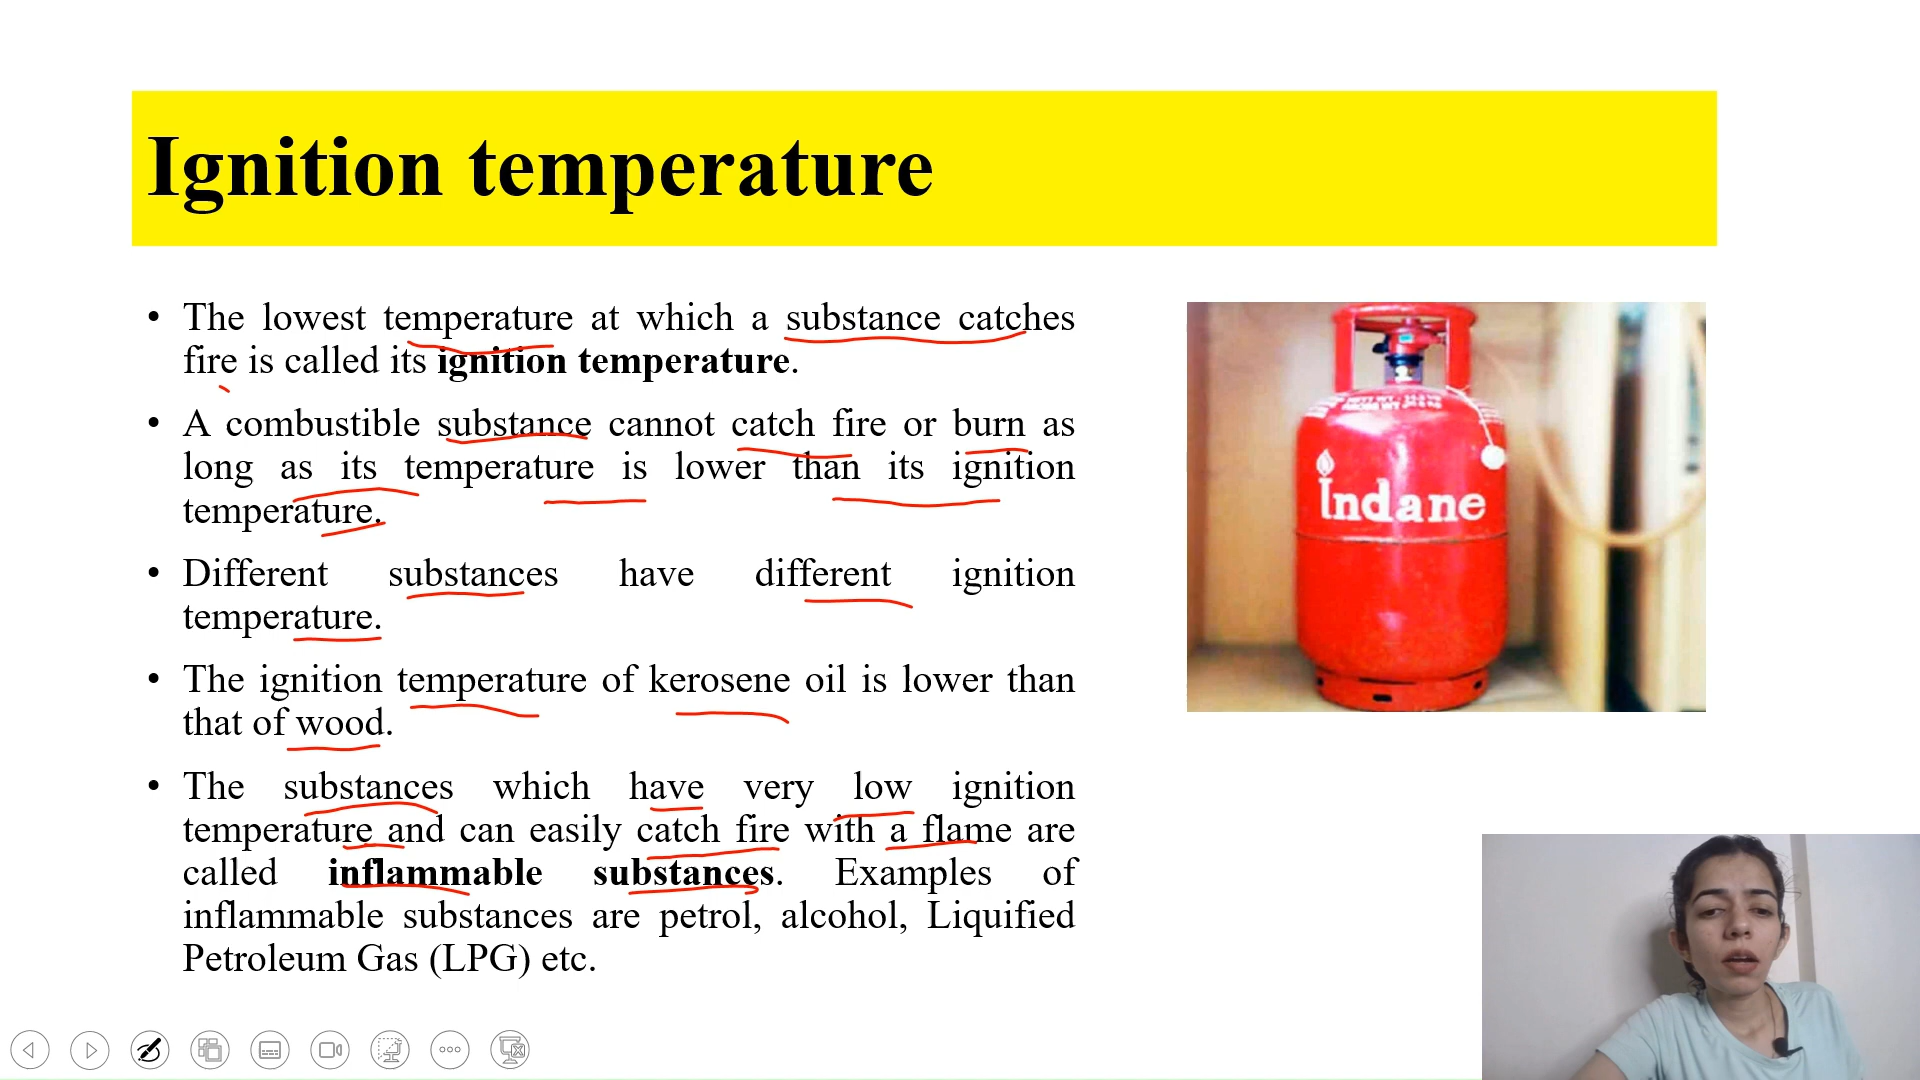 Ignition temperature
• The lowest temperature at which a substance catches
fire is called its ignition temperature.
• A combustible substance cannot catch fire or burn as
long as its temperature is lower than its ignition
temperature.
• Different substances have different ignition
temperature.
• The ignition temperature of kerosene oil is lower than
that of wood.
• The substances which have very low ignition
temperature and can easily catch fire with a flame are
called inflammable substances. Examples of
inflammable substances are petrol, alcohol, Liquified
Petroleum Gas (LPG) etc.
Indane